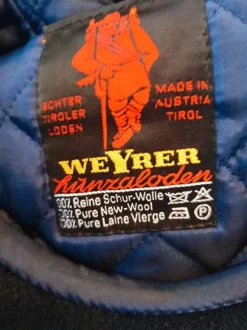 ECHTER
TIROLER
LODEN
MADE IN
AUSTRIA
TIROL
WEYRER
hunzaloden
100% Reine Schur-Wolle
100% Pure New-Wool
100% Pure Laine Vierge
P